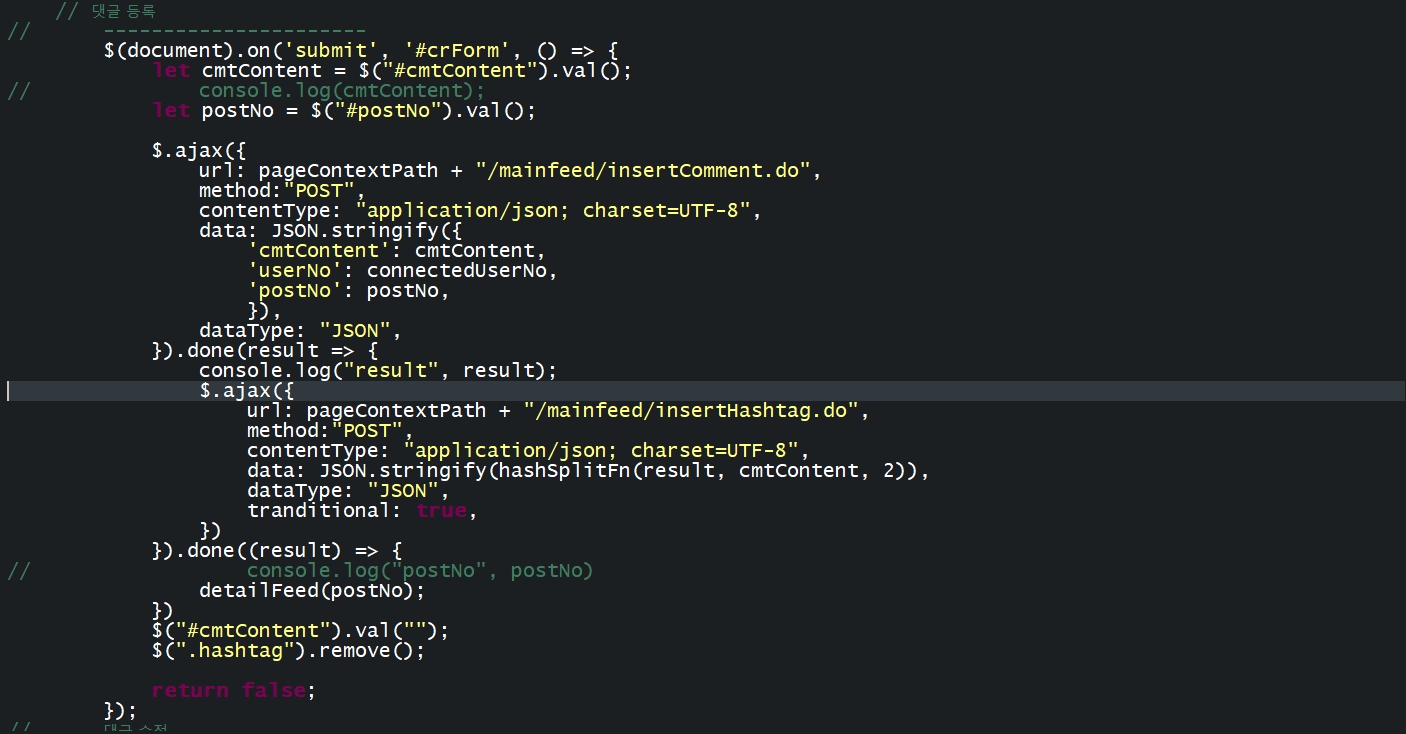 // 댓글 등록
// ----------------------
$(document).on('submit', '#crForm', () => {
let cmtContent = $("#cmtContent").val();
// console.log(cmtContent);
let postNo = $("#postNo").val();
$.ajax({
url: pageContextPath + "/mainfeed/insertComment.do",
method:"POST",
contentType: "application/json; charset=UTF-8",
data: JSON.stringify({
'cmtContent': cmtContent,
'userNo': connectedUserNo,
'postNo': postNo,
}),
dataType: "JSON",
}).done(result => {
console.log("result", result);
$.ajax({
url: pageContextPath + "/mainfeed/insertHashtag.do",
method:"POST",
contentType: "application/json; charset=UTF-8",
data: JSON.stringify(hashSplitFn(result, cmtContent, 2)),
dataType: "JSON",
tranditional: true,
})
}).done((result) => {
// console.log("postNo", postNo)
detailFeed(postNo);
})
$("#cmtContent").val("");
$(".hashtag").remove();
return false;
});
// 댓글